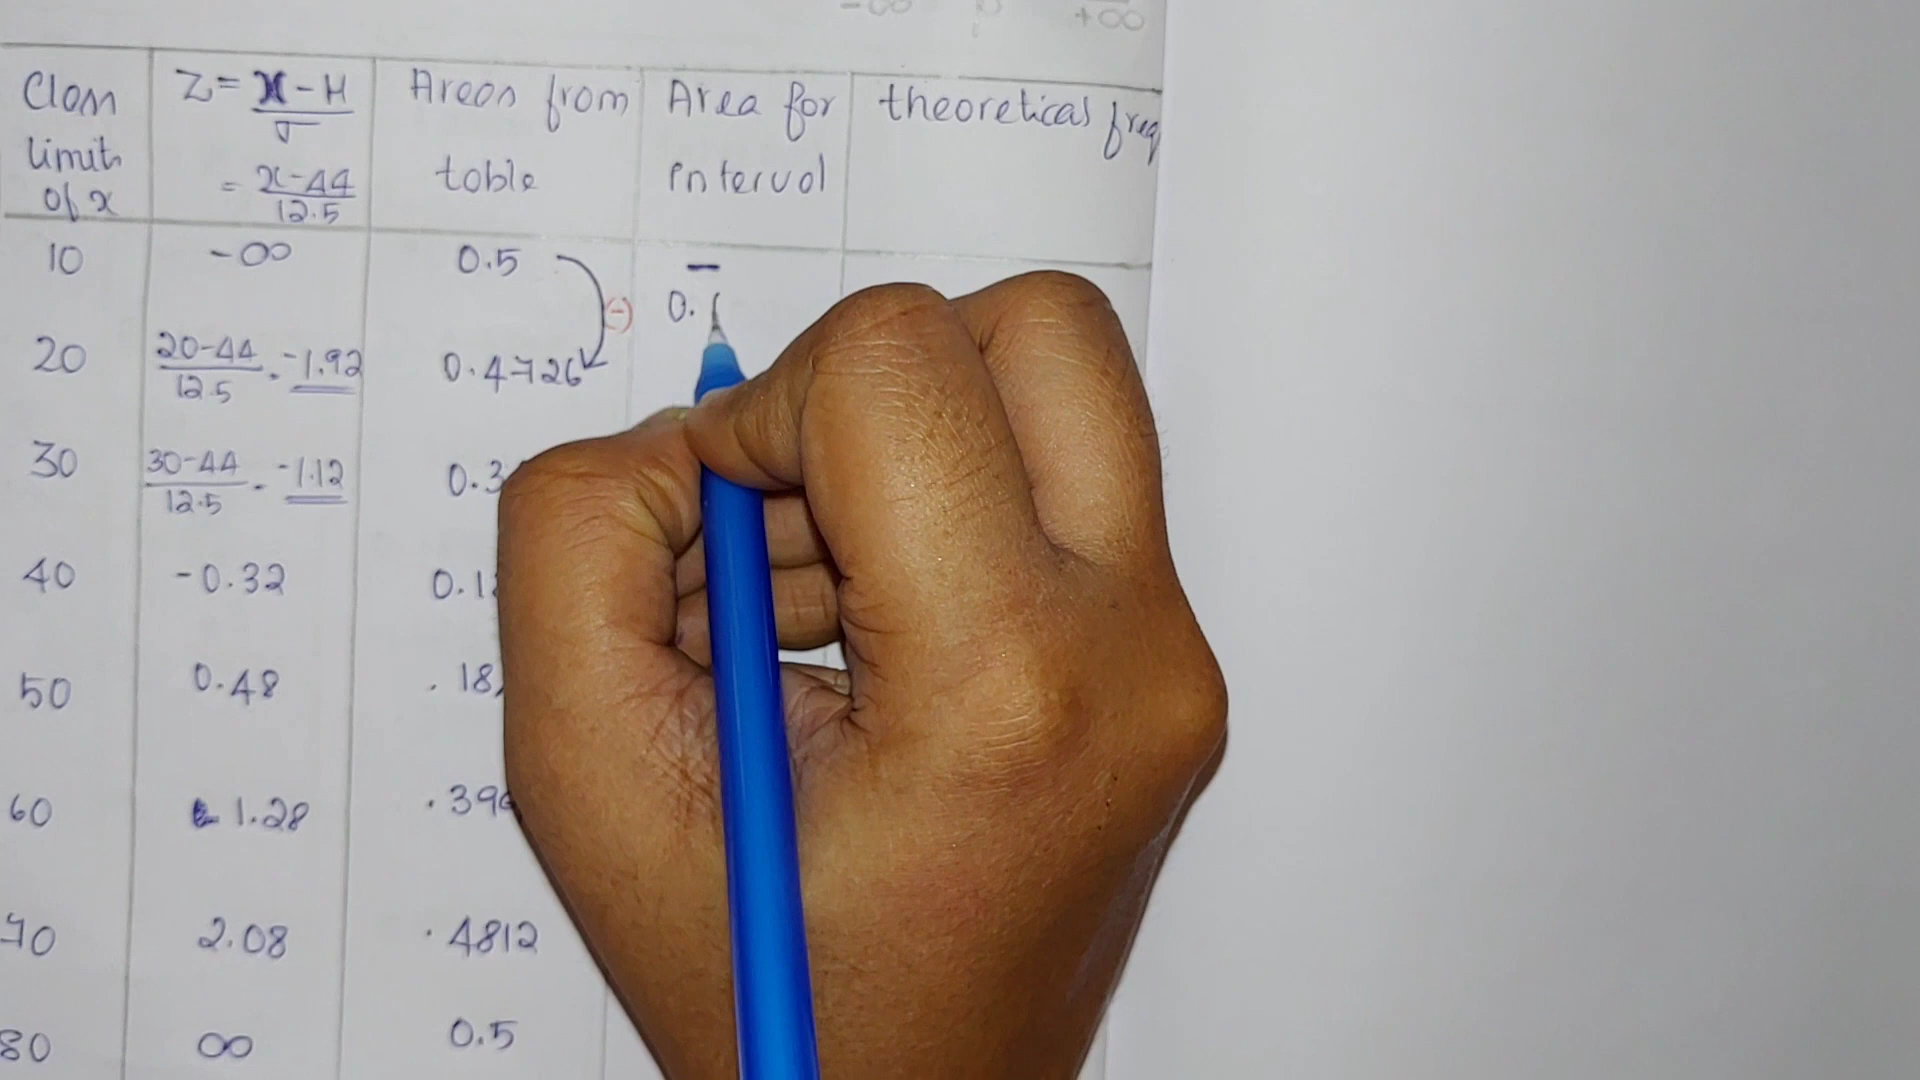 -∞ +∞
Class limits of x | Z = x-μ / σ = x-44 / 12.5 | Areas from table | Area for interval | theoretical freq
10 -∞ 0.5 -
(-) 0.
20 20-44 / 12.5 = -1.92 0.4726
30 30-44 / 12.5 = -1.12 0.3
40 -0.32 0.1
50 0.48 .18
60 1.28 .39
70 2.08 .4812
80 ∞ 0.5